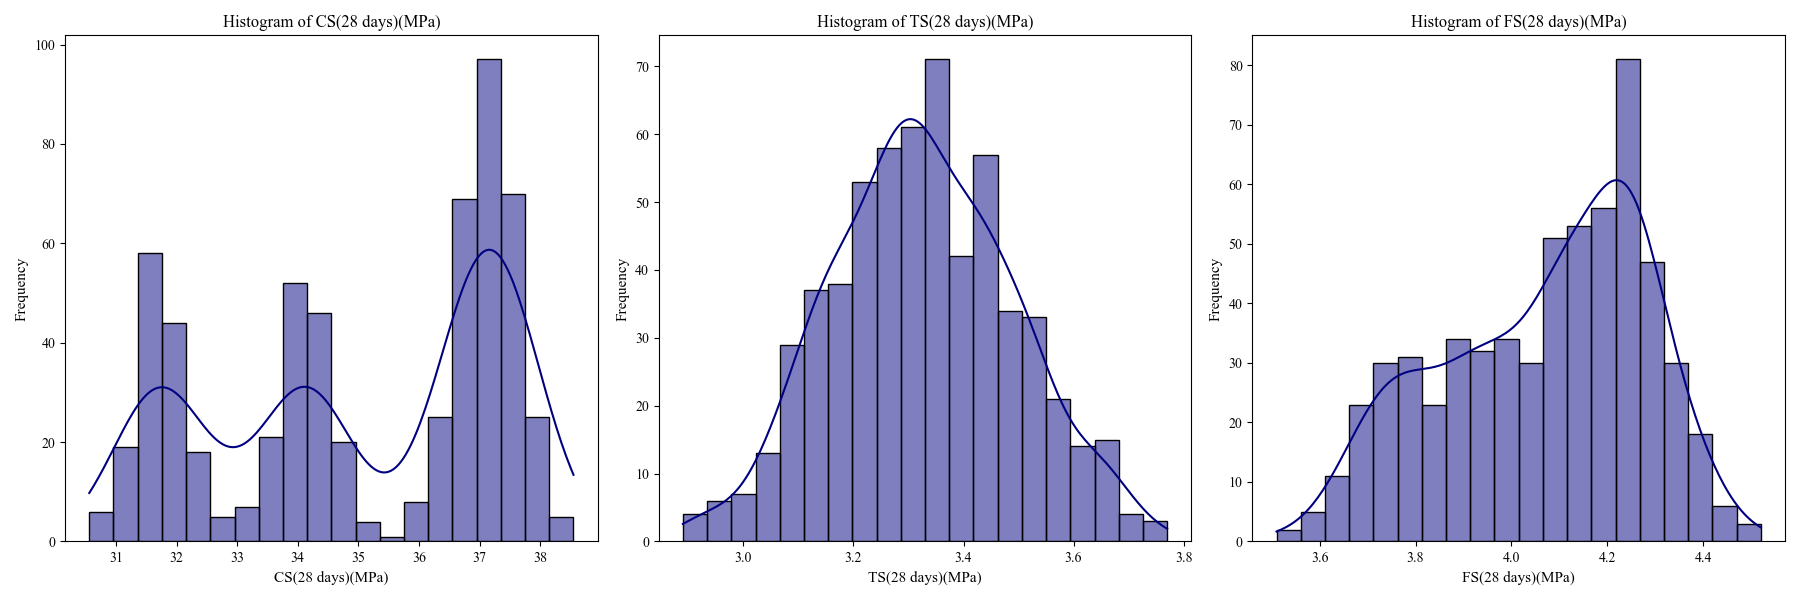 Histogram of CS(28 days)(MPa)
Frequency
100
80
60
40
20
0
31 32 33 34 35 36 37 38
CS(28 days)(MPa)
Histogram of TS(28 days)(MPa)
Frequency
70
60
50
40
30
20
10
0
3.0 3.2 3.4 3.6 3.8
TS(28 days)(MPa)
Histogram of FS(28 days)(MPa)
Frequency
80
70
60
50
40
30
20
10
0
3.6 3.8 4.0 4.2 4.4
FS(28 days)(MPa)